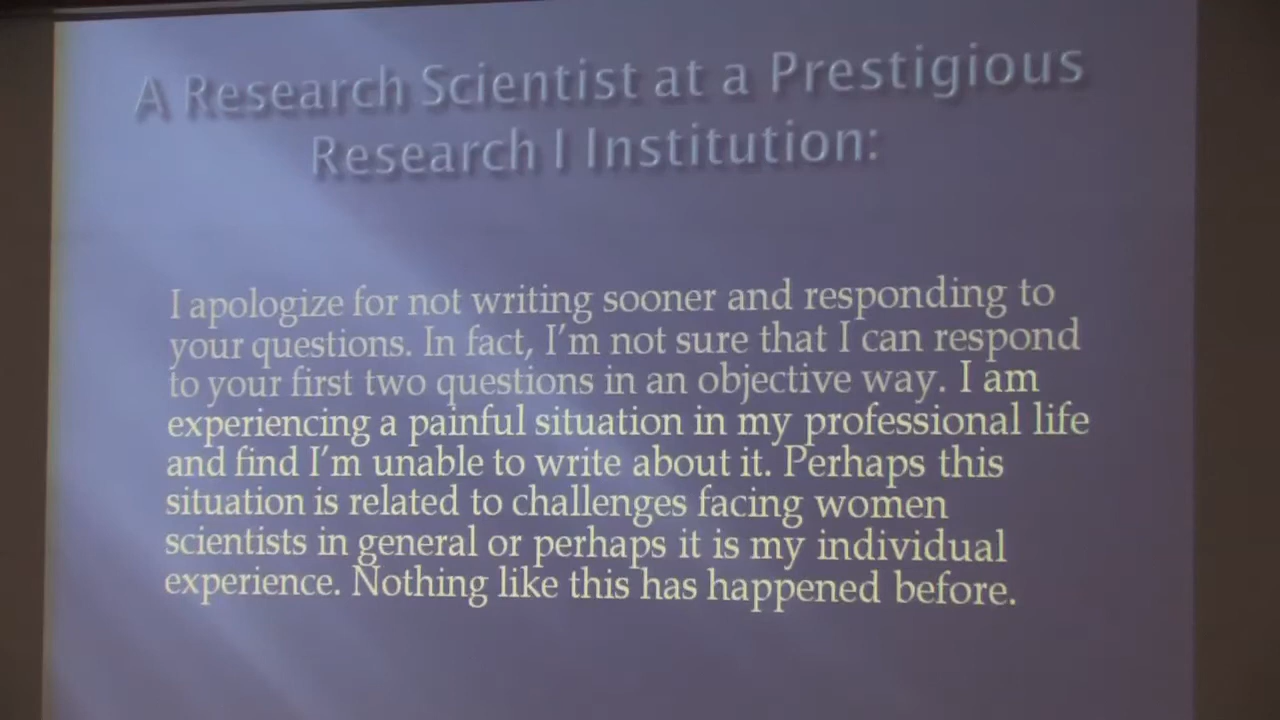 A Research Scientist at a Prestigious
Research I Institution:
I apologize for not writing sooner and responding to
your questions. In fact, I'm not sure that I can respond
to your first two questions in an objective way. I am
experiencing a painful situation in my professional life
and find I'm unable to write about it. Perhaps this
situation is related to challenges facing women
scientists in general or perhaps it is my individual
experience. Nothing like this has happened before.